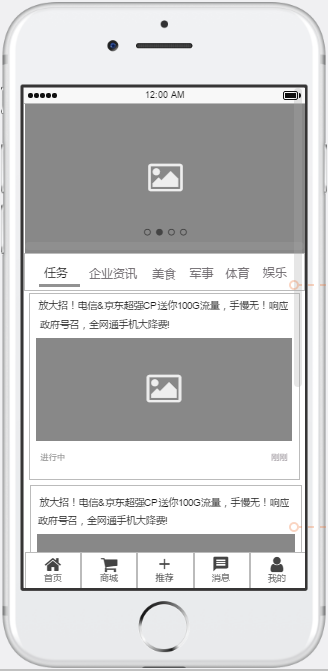 12:00 AM
任务 企业资讯 美食 军事 体育 娱乐
放大招！电信&京东超强CP送你100G流量，手慢无！响应
政府号召，全网通手机大降费!
进行中 刚刚
放大招！电信&京东超强CP送你100G流量，手慢无！响应
政府号召，全网通手机大降费!
首页 商城 推荐 消息 我的